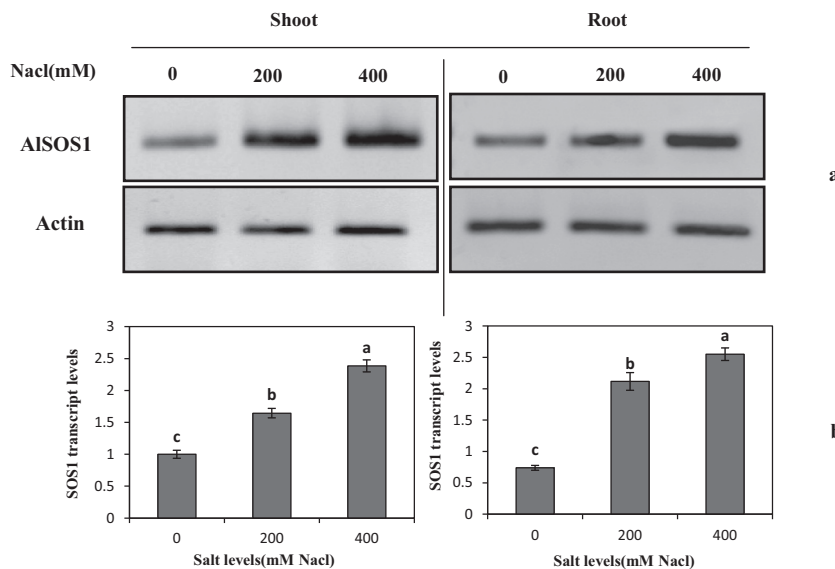 Shoot Root
Nacl(mM) 0 200 400 0 200 400
AlSOS1
a
Actin
SOS1 transcript levels
3
2.5
2
1.5
1
0.5
0
c
b
a
0 200 400
Salt levels(mM Nacl)
SOS1 transcript levels
3
2.5
2
1.5
1
0.5
0
c
b
a
0 200 400
Salt levels(mM Nacl)